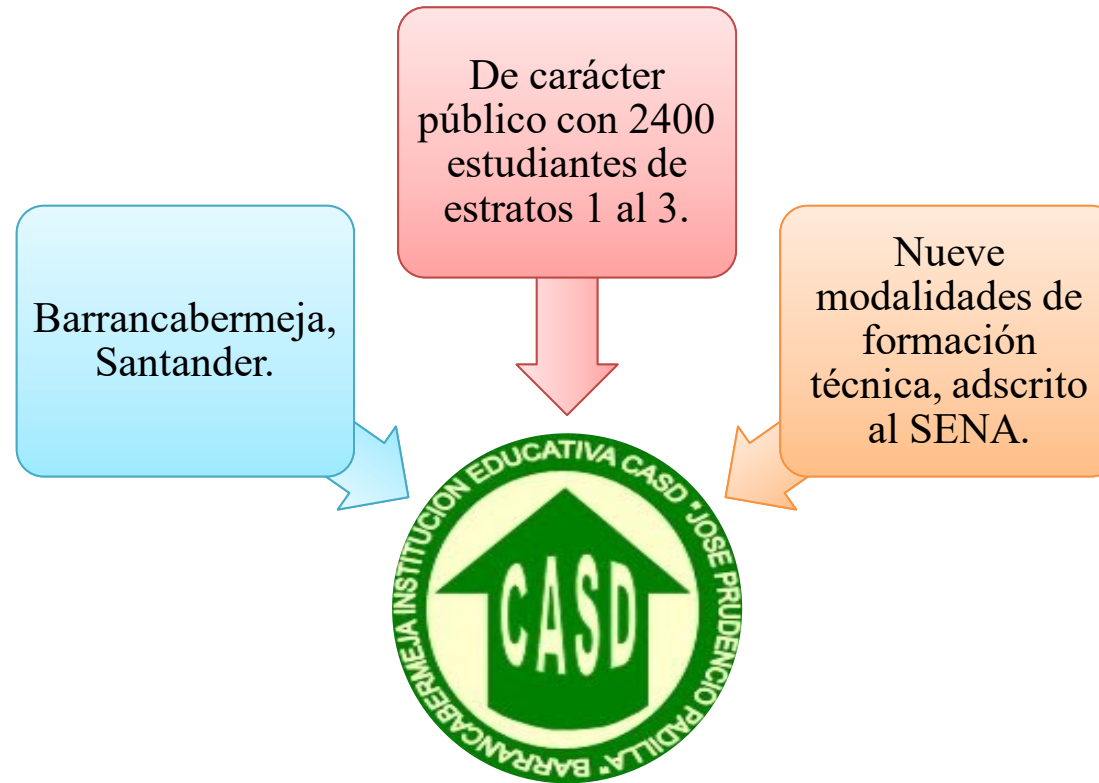 De carácter
público con 2400
estudiantes de
estratos 1 al 3.
Barrancabermeja,
Santander.
Nueve
modalidades de
formación
técnica, adscrito
al SENA.
INSTITUCION EDUCATIVA CASD "JOSE PRUDENCIO PADILLA" BARRANCABERMEJA
CASD